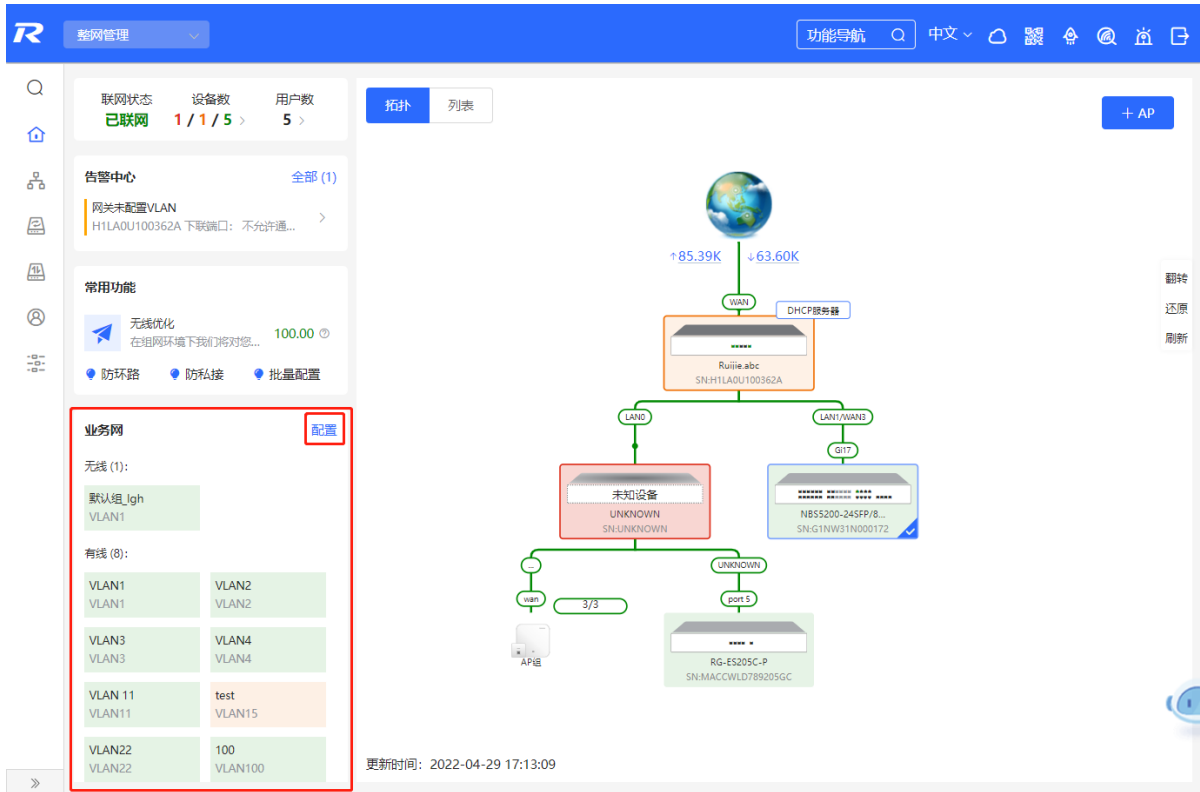 整网管理
功能导航
中文
联网状态 设备数 用户数
已联网 1 / 1 / 5 > 5 >
告警中心 全部 (1)
网关未配置VLAN
H1LA0U100362A 下联端口： 不允许通...
常用功能
无线优化
在组网环境下我们将对您...
100.00
防环路 防私接 批量配置
业务网 配置
无线 (1):
默认组_lgh
VLAN1
有线 (8):
VLAN1 VLAN2
VLAN1 VLAN2
VLAN3 VLAN4
VLAN3 VLAN4
VLAN 11 test
VLAN11 VLAN15
VLAN22 100
VLAN22 VLAN100
拓扑 列表
+ AP
↑85.39K ↓63.60K
WAN
DHCP服务器
Ruijie.abc
SN:H1LA0U100362A
LAN0 LAN1/WAN3
Gi17
未知设备
UNKNOWN
SN:UNKNOWN
NBS5200-24SFP/8...
SN:G1NW31N000172
... UNKNOWN
wan 3/3 port 5
AP组
RG-ES205C-P
SN:MACCWLD789205GC
翻转
还原
刷新
更新时间：2022-04-29 17:13:09